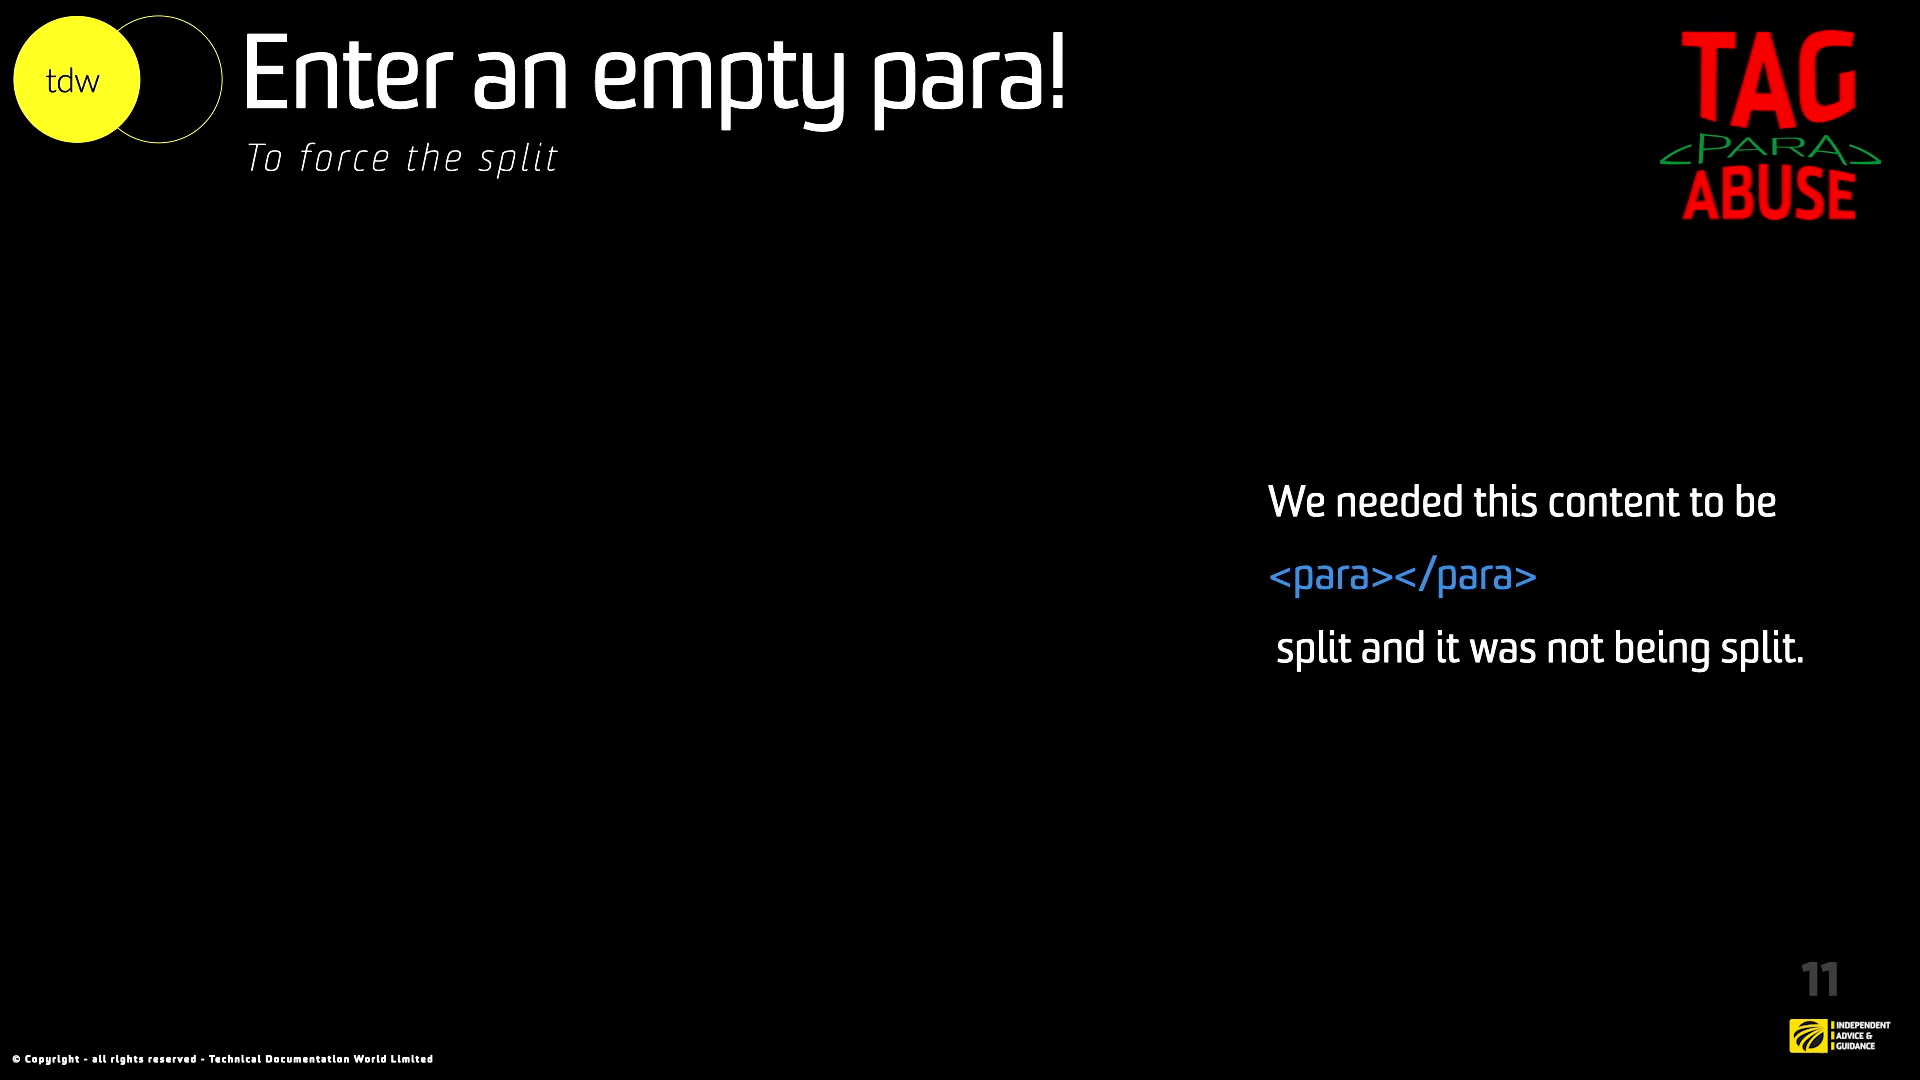 tdw
Enter an empty para!
To force the split
TAG
<PARA>
ABUSE
We needed this content to be
<para></para>
split and it was not being split.
11
INDEPENDENT
ADVICE &
GUIDANCE
© Copyright - all rights reserved - Technical Documentation World Limited